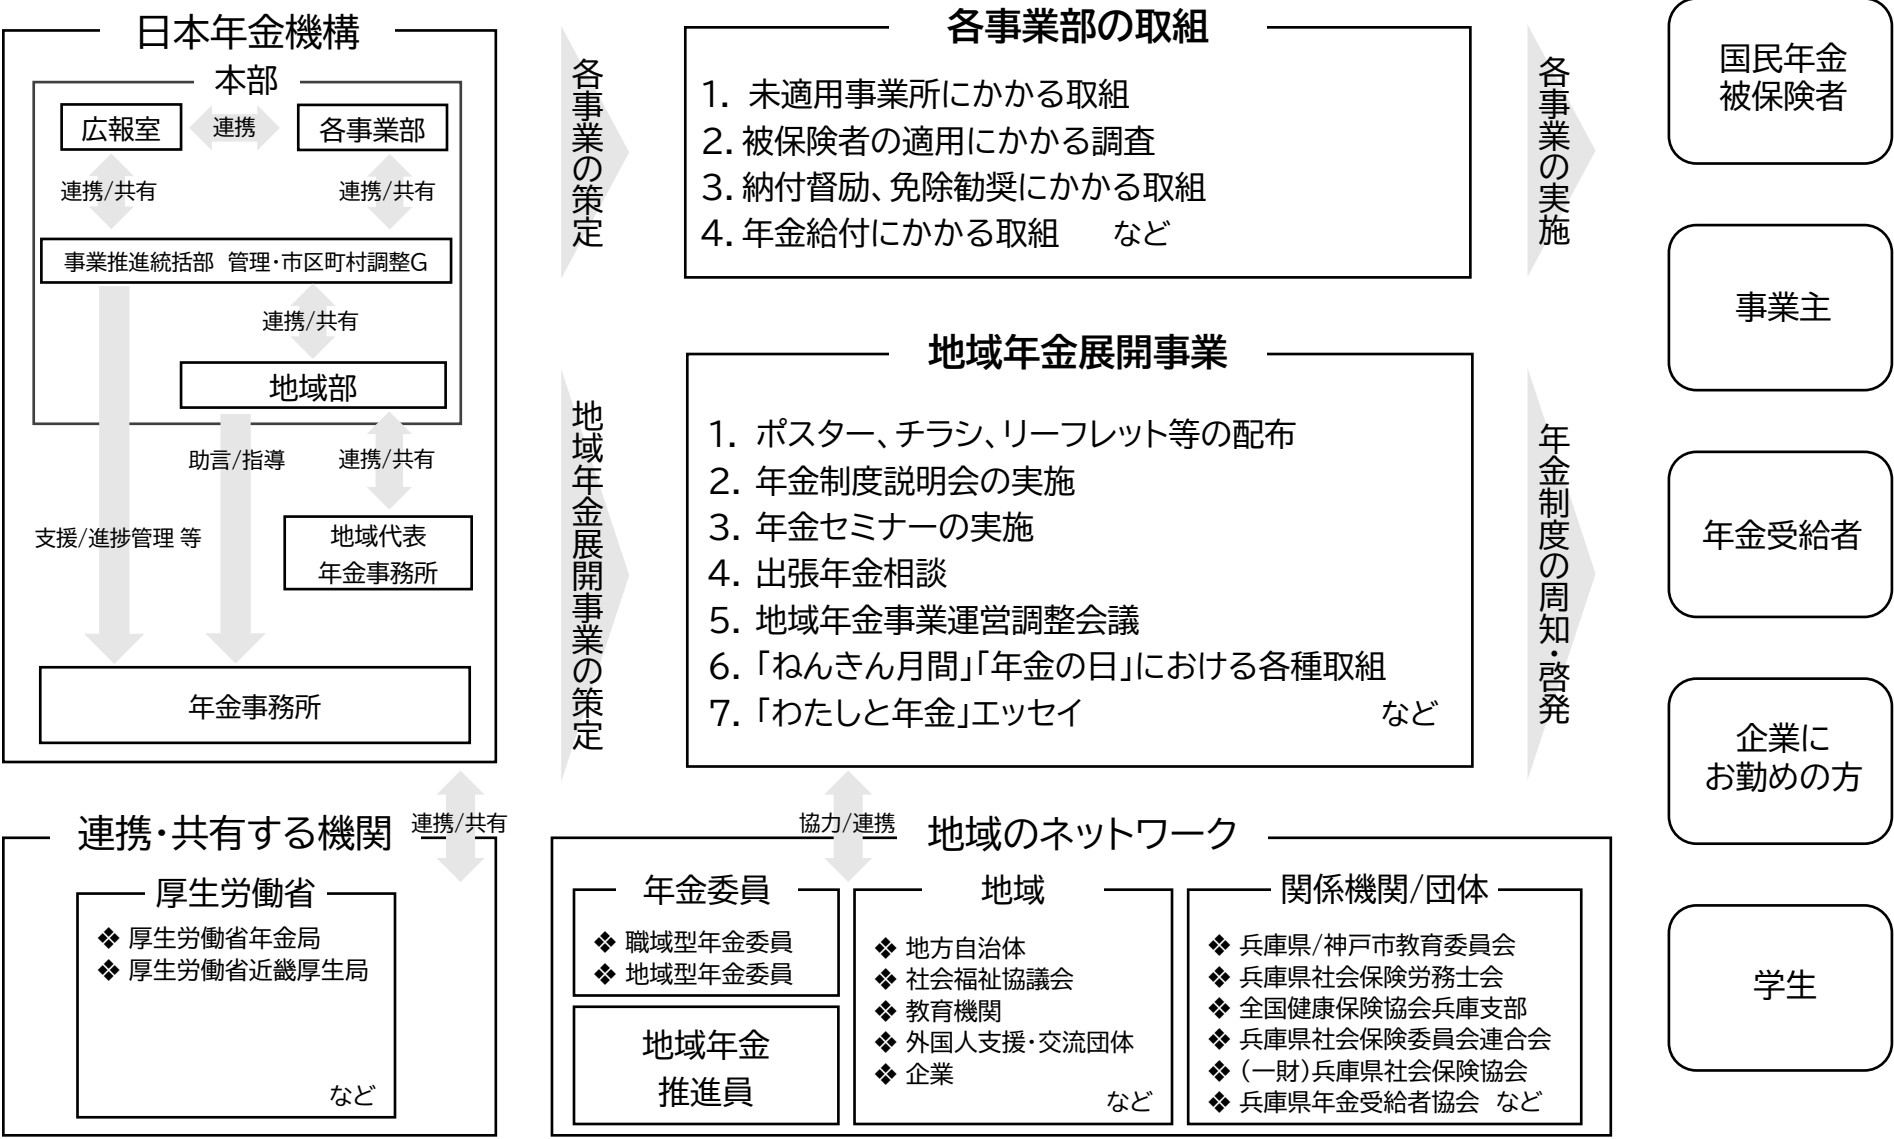 日本年金機構
本部
広報室
連携
各事業部
連携/共有
連携/共有
事業推進統括部 管理・市区町村調整G
連携/共有
地域部
助言/指導
連携/共有
支援/進捗管理 等
地域代表
年金事務所
年金事務所
各事業の策定
地域年金展開事業の策定
各事業部の取組
1. 未適用事業所にかかる取組
2. 被保険者の適用にかかる調査
3. 納付督励、免除勧奨にかかる取組
4. 年金給付にかかる取組 など
地域年金展開事業
1. ポスター、チラシ、リーフレット等の配布
2. 年金制度説明会の実施
3. 年金セミナーの実施
4. 出張年金相談
5. 地域年金事業運営調整会議
6. 「ねんきん月間」「年金の日」における各種取組
7. 「わたしと年金」エッセイ など
各事業の実施
年金制度の周知・啓発
国民年金
被保険者
事業主
年金受給者
企業に
お勤めの方
学生
連携・共有する機関
連携/共有
厚生労働省
❖ 厚生労働省年金局
❖ 厚生労働省近畿厚生局
など
協力/連携
地域のネットワーク
年金委員
❖ 職域型年金委員
❖ 地域型年金委員
地域年金
推進員
地域
❖ 地方自治体
❖ 社会福祉協議会
❖ 教育機関
❖ 外国人支援・交流団体
❖ 企業
など
関係機関/団体
❖ 兵庫県/神戸市教育委員会
❖ 兵庫県社会保険労務士会
❖ 全国健康保険協会兵庫支部
❖ 兵庫県社会保険委員会連合会
❖ (一財)兵庫県社会保険協会
❖ 兵庫県年金受給者協会 など